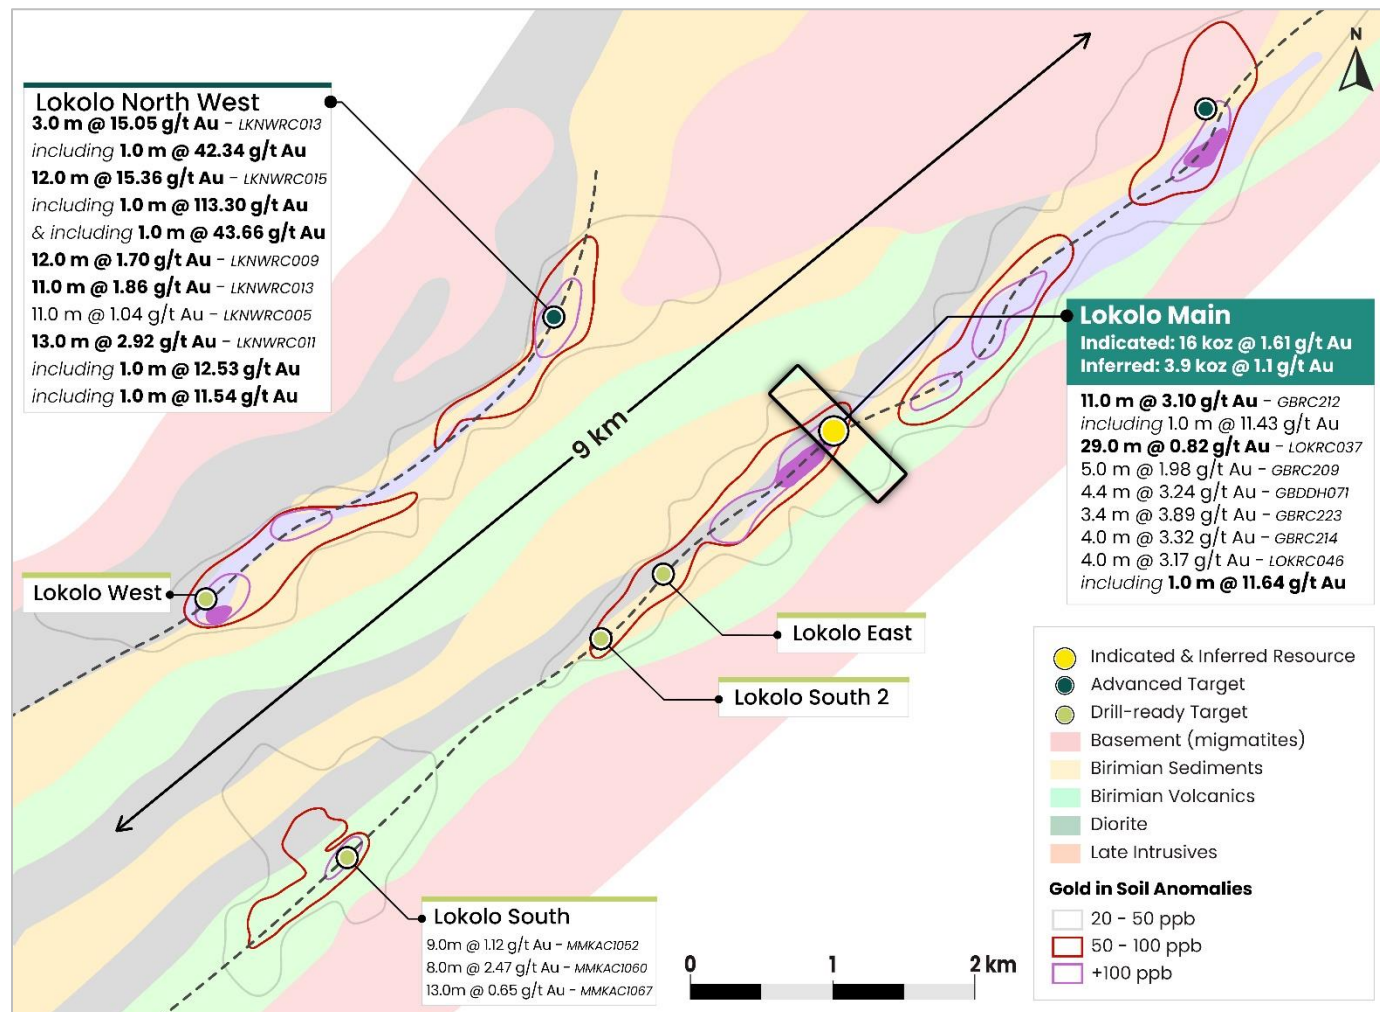 N
Lokolo North West
3.0 m @ 15.05 g/t Au - LKNWRC013
including 1.0 m @ 42.34 g/t Au
12.0 m @ 15.36 g/t Au - LKNWRC015
including 1.0 m @ 113.30 g/t Au
& including 1.0 m @ 43.66 g/t Au
12.0 m @ 1.70 g/t Au - LKNWRC009
11.0 m @ 1.86 g/t Au - LKNWRC013
11.0 m @ 1.04 g/t Au - LKNWRC005
13.0 m @ 2.92 g/t Au - LKNWRC011
including 1.0 m @ 12.53 g/t Au
including 1.0 m @ 11.54 g/t Au
Lokolo Main
Indicated: 16 koz @ 1.61 g/t Au
Inferred: 3.9 koz @ 1.1 g/t Au
11.0 m @ 3.10 g/t Au - GBRC212
including 1.0 m @ 11.43 g/t Au
29.0 m @ 0.82 g/t Au - LOKRC037
5.0 m @ 1.98 g/t Au - GBRC209
4.4 m @ 3.24 g/t Au - GBDDH071
3.4 m @ 3.89 g/t Au - GBRC223
4.0 m @ 3.32 g/t Au - GBRC214
4.0 m @ 3.17 g/t Au - LOKRC046
including 1.0 m @ 11.64 g/t Au
9 km
Lokolo West
Lokolo East
Lokolo South 2
Lokolo South
9.0m @ 1.12 g/t Au - MMKAC1052
8.0m @ 2.47 g/t Au - MMKAC1060
13.0m @ 0.65 g/t Au - MMKAC1067
0 1 2 km
Indicated & Inferred Resource
Advanced Target
Drill-ready Target
Basement (migmatites)
Birimian Sediments
Birimian Volcanics
Diorite
Late Intrusives
Gold in Soil Anomalies
20 - 50 ppb
50 - 100 ppb
+100 ppb